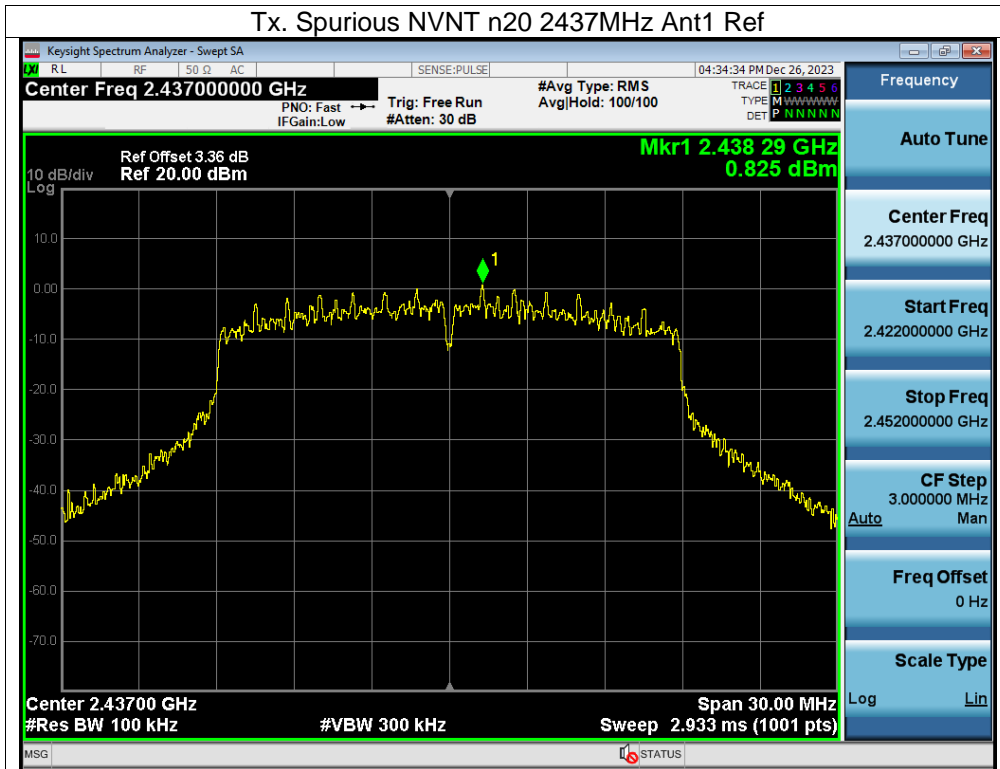 Tx. Spurious NVNT n20 2437MHz Ant1 Ref
Keysight Spectrum Analyzer - Swept SA
LXI RL RF 50 Ω AC SENSE:PULSE 04:34:34 PM Dec 26, 2023
Center Freq 2.437000000 GHz
PNO: Fast
IFGain:Low
Trig: Free Run
#Atten: 30 dB
#Avg Type: RMS
Avg|Hold: 100/100
TRACE 1 2 3 4 5 6
TYPE M WWWWW
DET P N N N N N
Mkr1 2.438 29 GHz
0.825 dBm
Ref Offset 3.36 dB
10 dB/div Ref 20.00 dBm
Log
10.0
1
0.00
-10.0
-20.0
-30.0
-40.0
-50.0
-60.0
-70.0
Center 2.43700 GHz Span 30.00 MHz
#Res BW 100 kHz #VBW 300 kHz Sweep 2.933 ms (1001 pts)
MSG STATUS
Frequency
Auto Tune
Center Freq
2.437000000 GHz
Start Freq
2.422000000 GHz
Stop Freq
2.452000000 GHz
CF Step
3.000000 MHz
Auto Man
Freq Offset
0 Hz
Scale Type
Log Lin